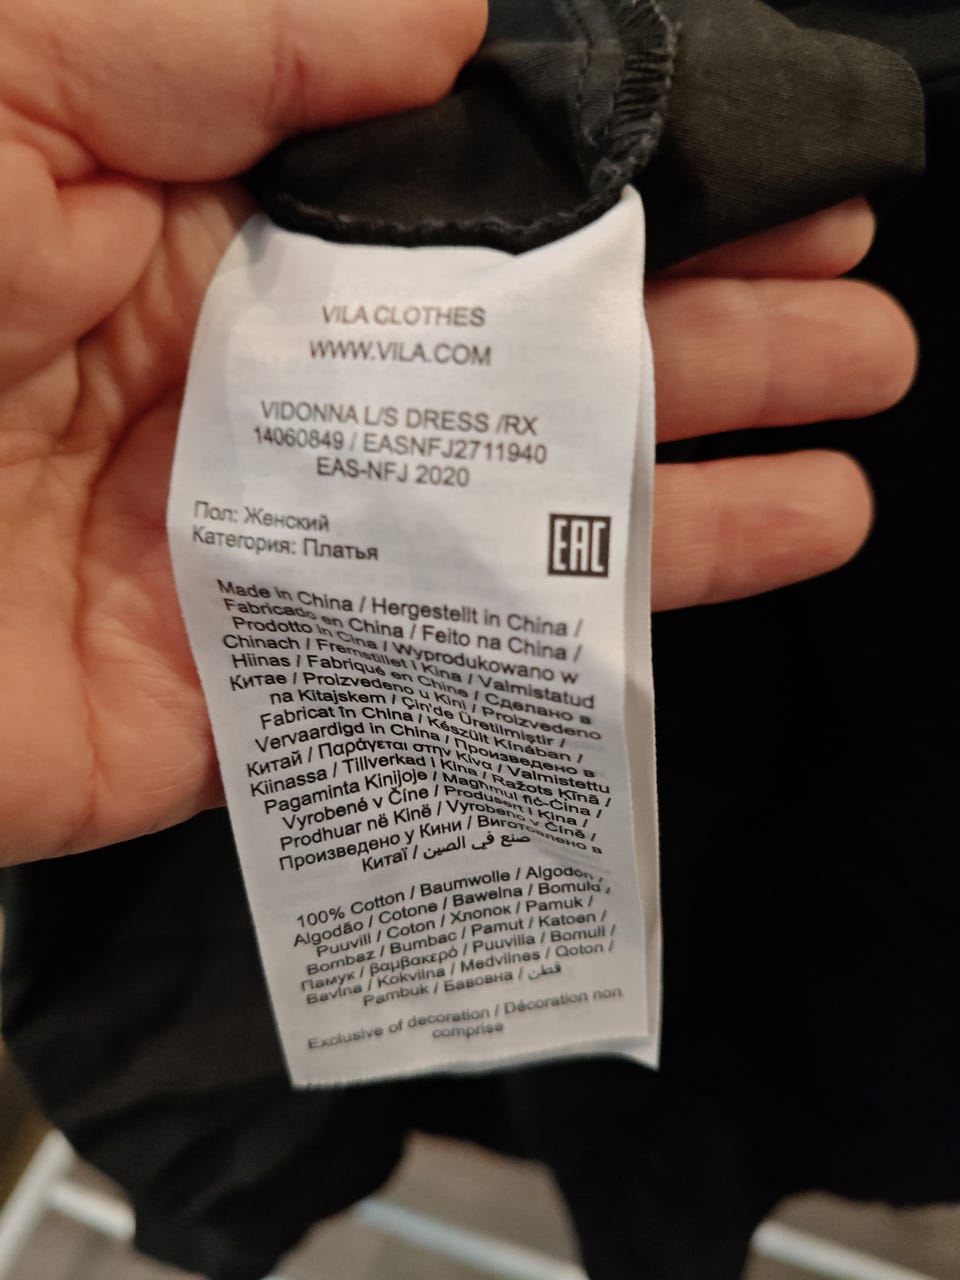 VILA CLOTHES
WWW.VILA.COM
VIDONNA L/S DRESS /RX
14060849 / EASNFJ2711940
EAS-NFJ 2020
Пол: Женский
Категория: Платья
EAC
Made in China / Hergestellt in China /
Fabricado en China / Feito na China /
Prodotto in Cina / Wyprodukowano w
Chinach / Fremstillet i Kina / Valmistatud
Hiinas / Fabriqué en Chine / Сделано в
Китае / Proizvedeno u Kini / Proizvedeno
na Kitajskem / Çin'de Üretilmiştir /
Fabricat în China / Készült Kínában /
Vervaardigd in China / Произведено в
Китай / Παράγεται στην Κίνα / Valmistettu
Kiinassa / Tillverkad i Kina / Ražots Ķīnā /
Pagaminta Kinijoje / Maghmul fiċ-Ċina /
Vyrobené v Číne / Produsert i Kina /
Prodhuar në Kinë / Vyrobeno v Číně /
Произведено у Кини / Виготовлено в
Китаї / صنع في الصين
100% Cotton / Baumwolle / Algodon /
Algodão / Cotone / Bawełna / Bomuld /
Puuvill / Coton / Хлопок / Pamuk /
Bombaz / Bumbac / Pamut / Katoen /
Памук / βαμβακερό / Puuvilla / Bomull /
Bavlna / Kokvilna / Medvilnes / Qoton /
Pambuk / Бавовна / قطن
Exclusive of decoration / Décoration non
comprise